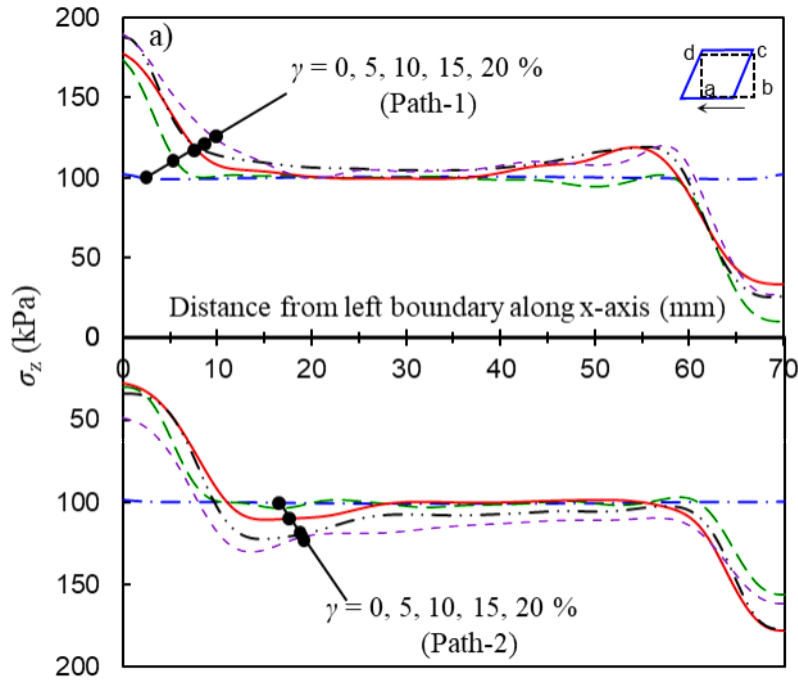 200
a)
γ = 0, 5, 10, 15, 20 %
(Path-1)
d
c
a
b
150
100
50
Distance from left boundary along x-axis (mm)
0
σz (kPa)
0 10 20 30 40 50 60 70
50
100
150
γ = 0, 5, 10, 15, 20 %
(Path-2)
200